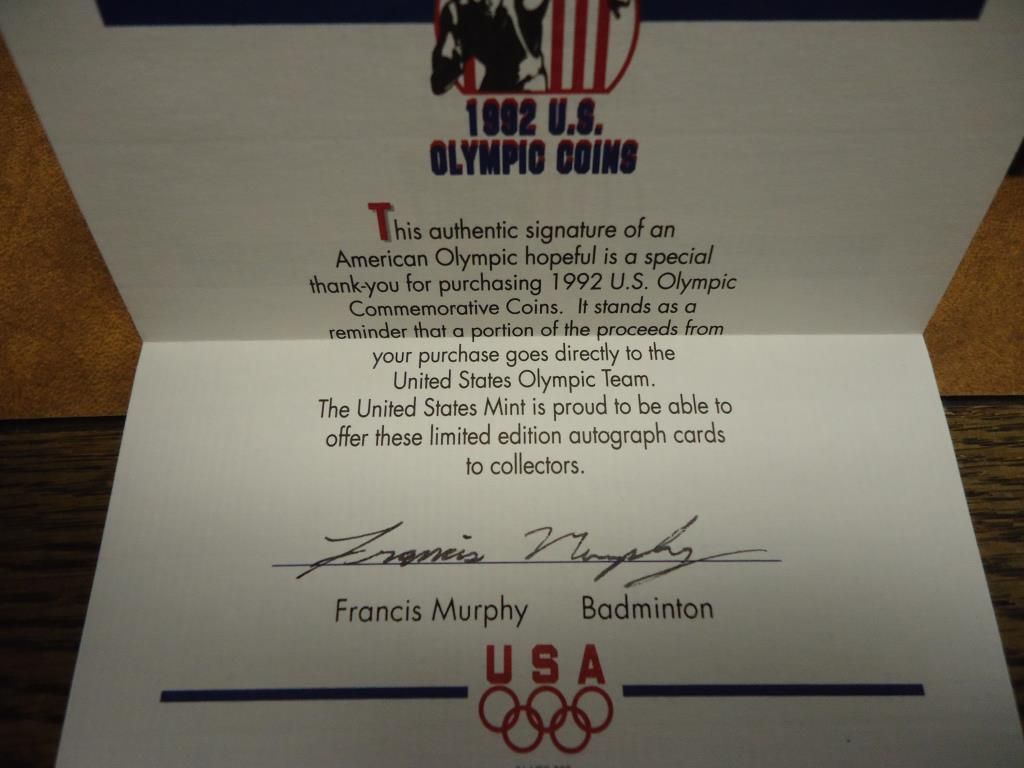 1992 U.S.
OLYMPIC COINS
This authentic signature of an
American Olympic hopeful is a special
thank-you for purchasing 1992 U.S. Olympic
Commemorative Coins. It stands as a
reminder that a portion of the proceeds from
your purchase goes directly to the
United States Olympic Team.
The United States Mint is proud to be able to
offer these limited edition autograph cards
to collectors.
Francis Murphy
Francis Murphy Badminton
USA